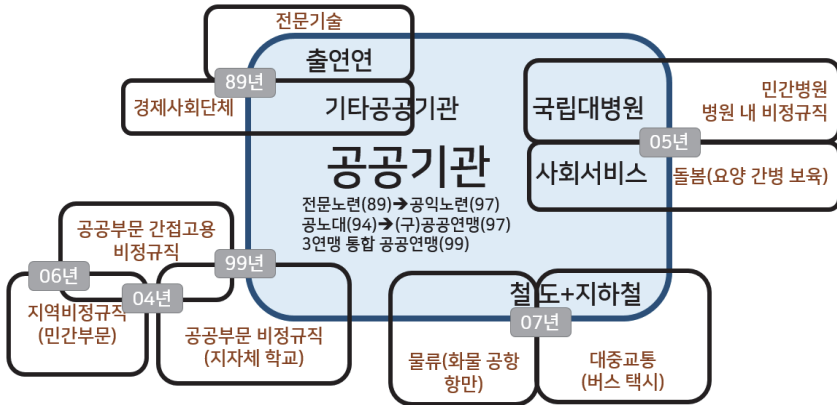 전문기술
출연연
89년
경제사회단체
기타공공기관
국립대병원
민간병원
병원 내 비정규직
05년
공공기관
사회서비스
돌봄(요양 간병 보육)
전문노련(89)➔공익노련(97)
공노대(94)➔(구)공공연맹(97)
3연맹 통합 공공연맹(99)
공공부문 간접고용
비정규직
99년
06년
04년
지역비정규직
(민간부문)
공공부문 비정규직
(지자체 학교)
철도+지하철
07년
물류(화물 공항
항만)
대중교통
(버스 택시)